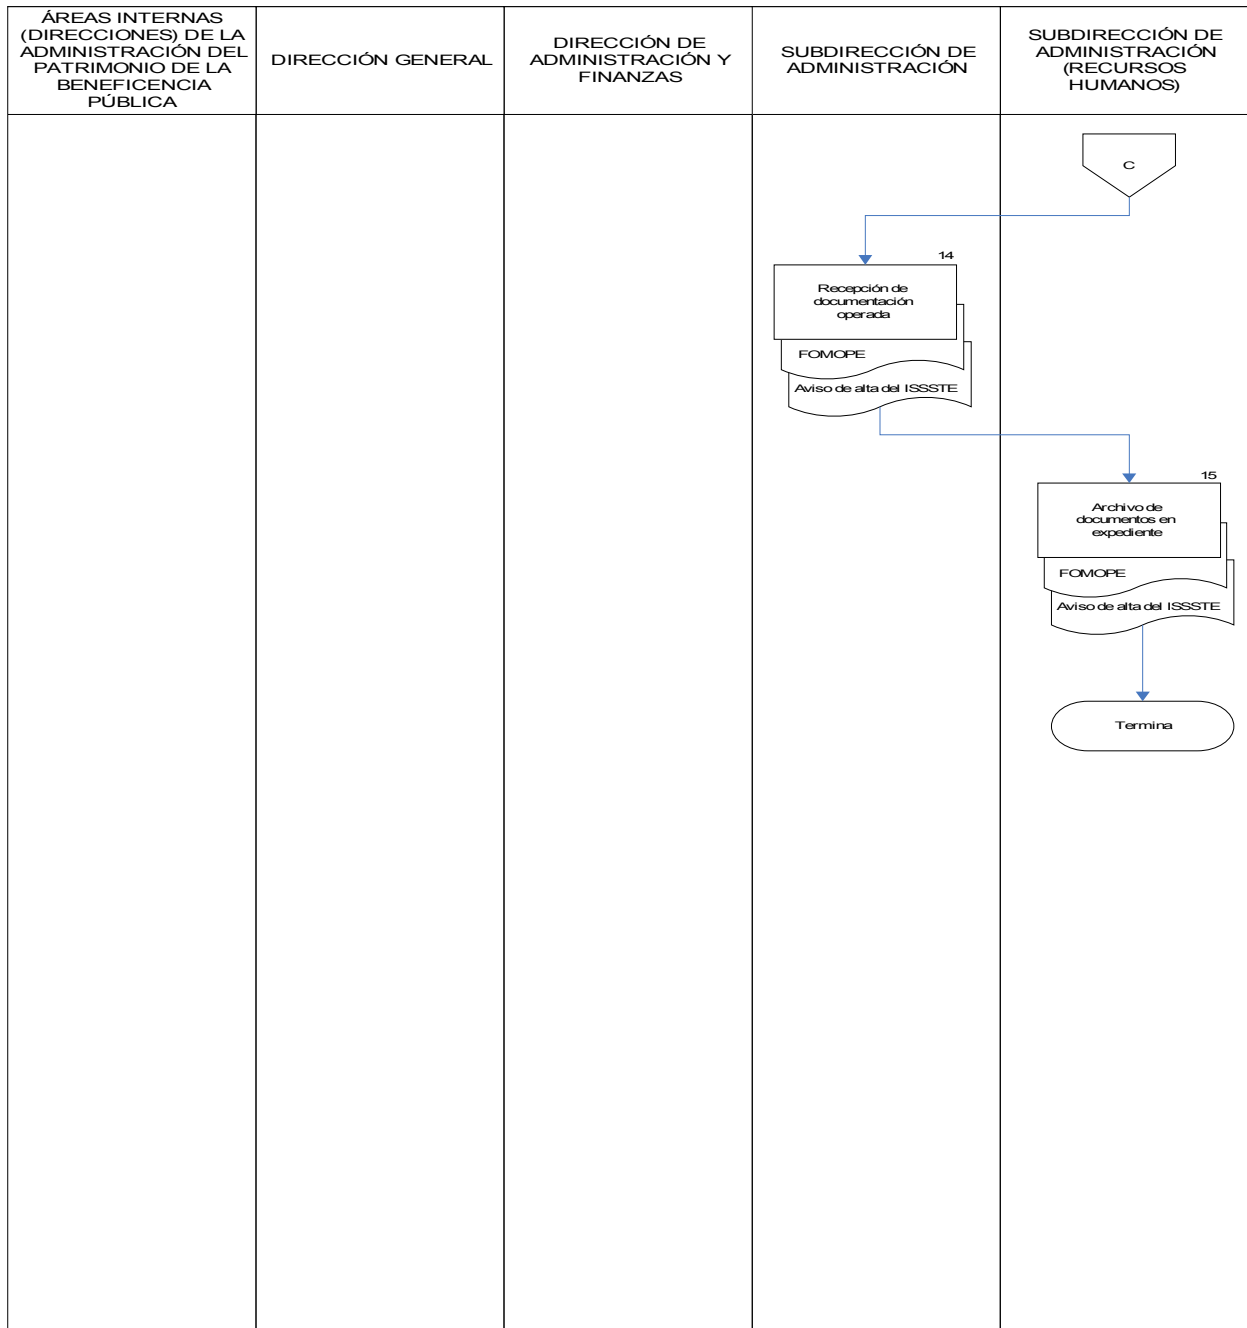 ÁREAS INTERNAS
(DIRECCIONES) DE LA
ADMINISTRACIÓN DEL
PATRIMONIO DE LA
BENEFICENCIA
PÚBLICA
DIRECCIÓN GENERAL
DIRECCIÓN DE
ADMINISTRACIÓN Y
FINANZAS
SUBDIRECCIÓN DE
ADMINISTRACIÓN
SUBDIRECCIÓN DE
ADMINISTRACIÓN
(RECURSOS
HUMANOS)
C
14
Recepción de
documentación
operada
FOMOPE
Aviso de alta del ISSSTE
15
Archivo de
documentos en
expediente
FOMOPE
Aviso de alta del ISSSTE
Termina